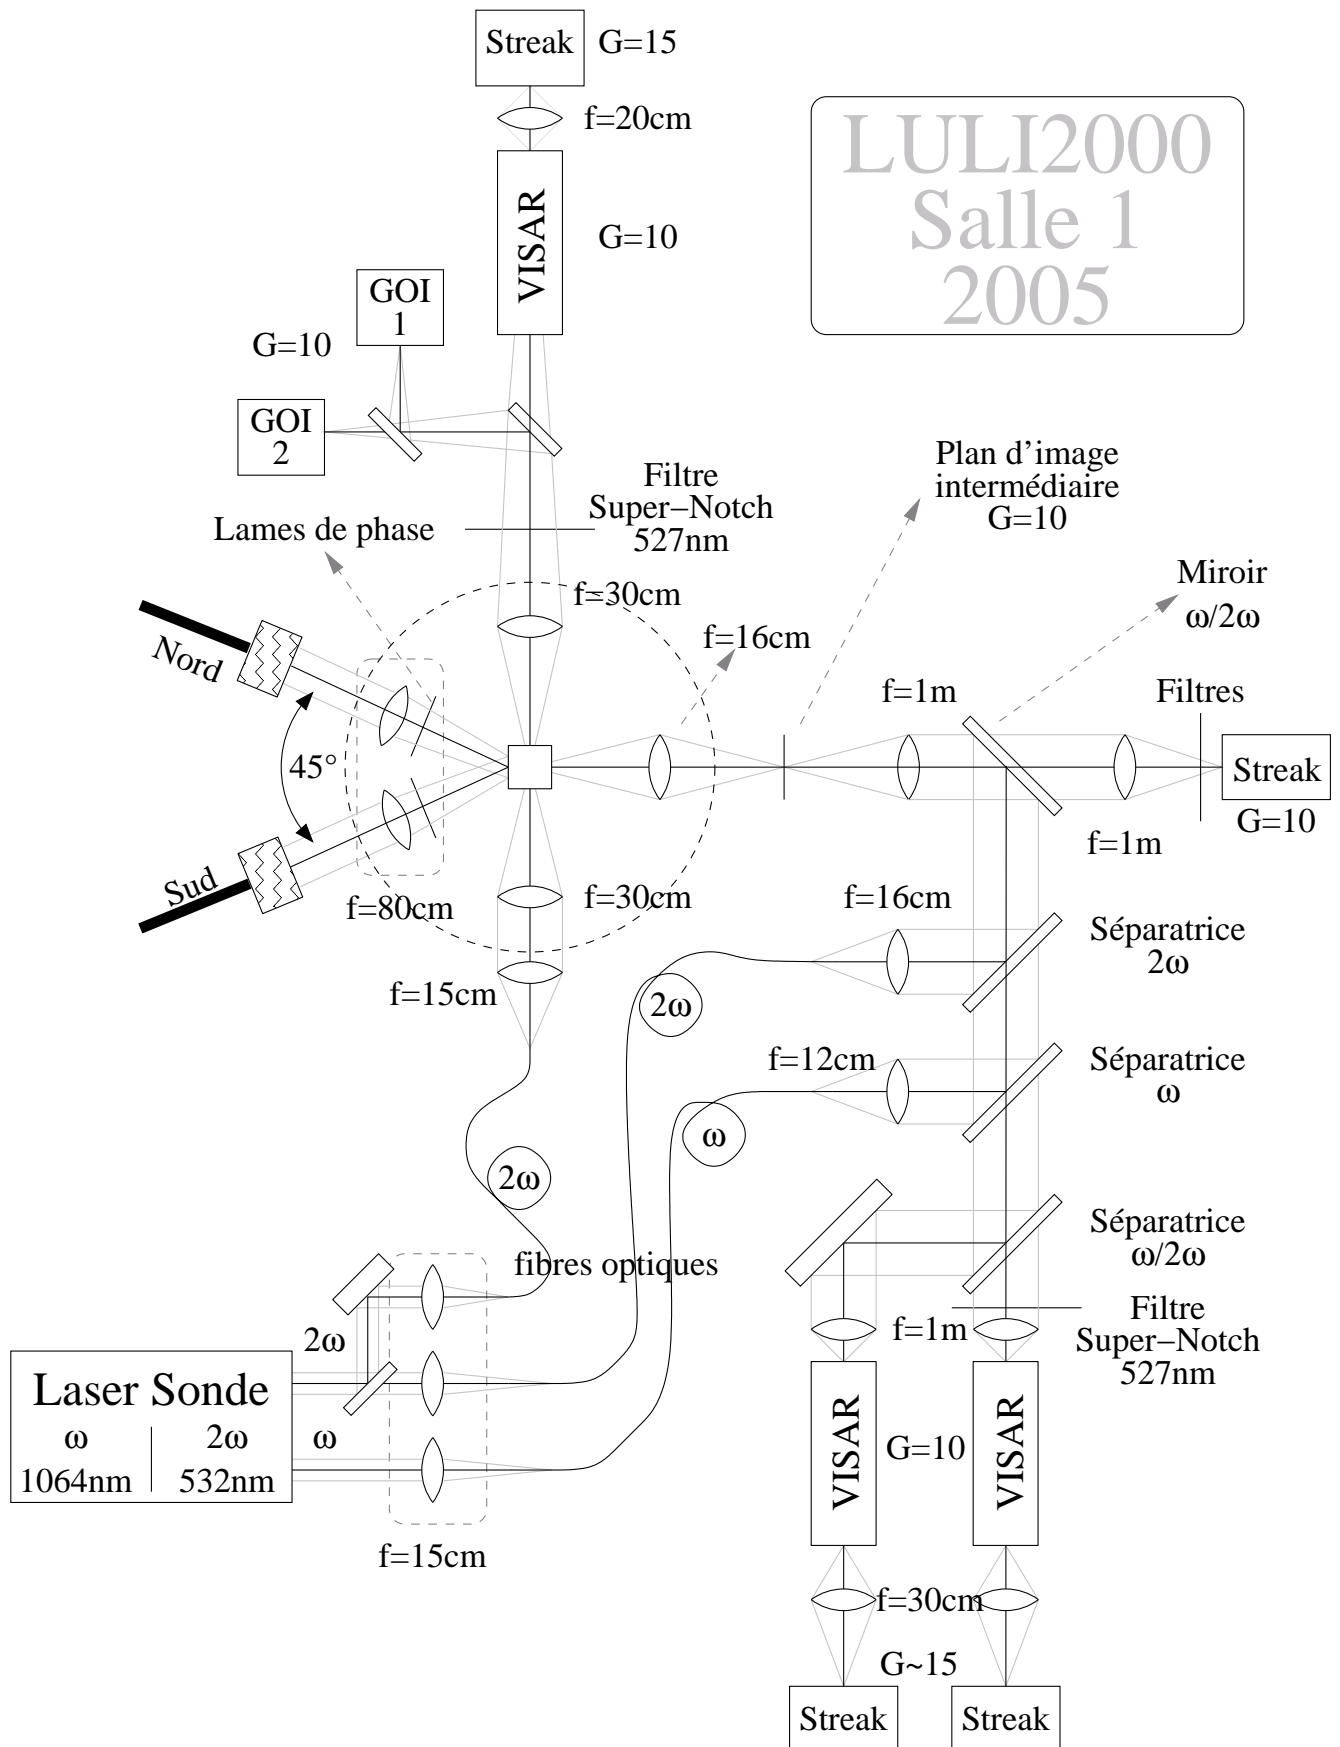 Streak
G=15
f=20cm
LULI2000
Salle 1
2005
VISAR
G=10
GOI
1
G=10
GOI
2
Filtre
Super−Notch
527nm
Plan d'image
intermédiaire
G=10
Lames de phase
Miroir
ω/2ω
f=30cm
f=16cm
Nord
f=1m
Filtres
45°
Streak
G=10
f=1m
Sud
f=80cm
f=30cm
f=16cm
Séparatrice
2ω
f=15cm
2ω
f=12cm
Séparatrice
ω
ω
2ω
Séparatrice
ω/2ω
fibres optiques
Filtre
Super−Notch
527nm
f=1m
2ω
Laser Sonde
ω
2ω
1064nm
532nm
ω
VISAR
G=10
VISAR
f=15cm
f=30cm
G~15
Streak
Streak